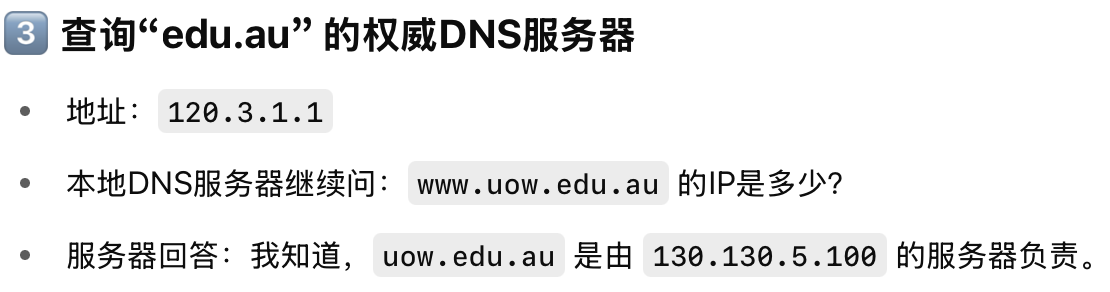 3 查询“edu.au” 的权威DNS服务器
• 地址： 120.3.1.1
• 本地DNS服务器继续问： www.uow.edu.au 的IP是多少?
• 服务器回答：我知道， uow.edu.au 是由 130.130.5.100 的服务器负责。